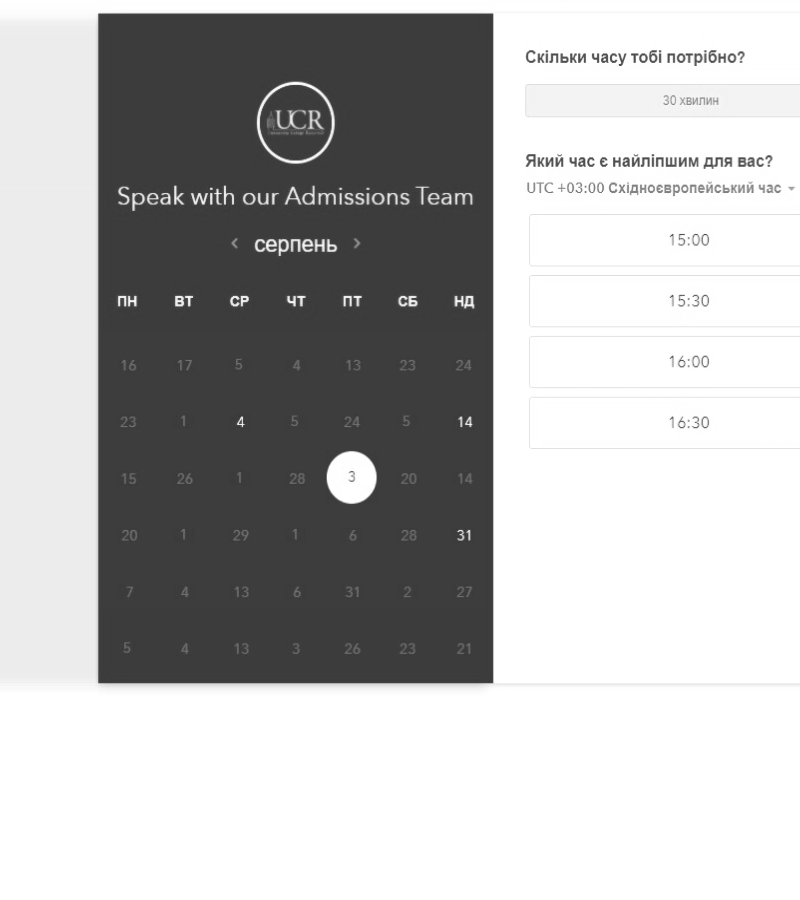 UCR
Speak with our Admissions Team
серпень
ПН ВТ СР ЧТ ПТ СБ НД
16 17 5 4 13 23 24
23 1 4 5 24 5 14
15 26 1 28 3 20 14
20 1 29 1 6 28 31
7 4 13 6 31 2 27
5 4 13 3 26 23 21
Скільки часу тобі потрібно?
30 хвилин
Який час є найліпшим для вас?
UTC +03:00 Східноєвропейський час
15:00
15:30
16:00
16:30